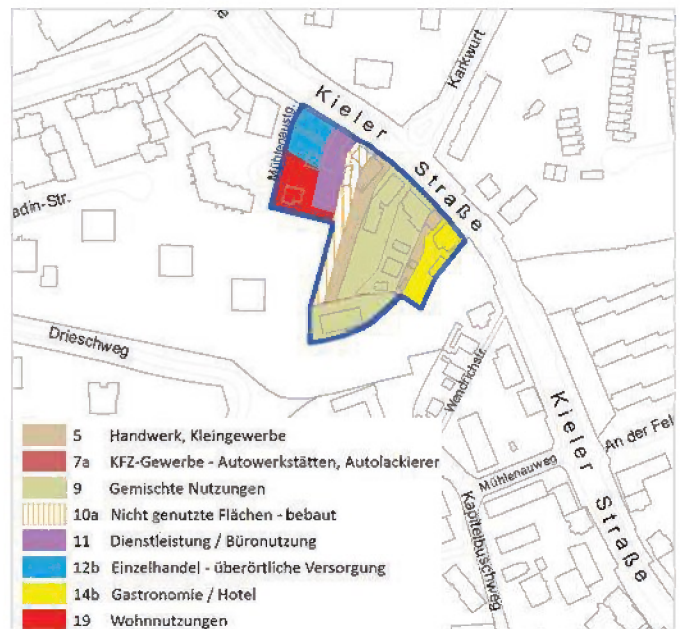 Kieler Straße
Karkwurt
Mühlenaustg.
adin-Str.
Drieschweg
Wendrichstr.
Kieler Straße
An der Fel
Mühlenauweg
Kapitelbuschweg
5 Handwerk, Kleingewerbe
7a KFZ-Gewerbe - Autowerkstätten, Autolackierer
9 Gemischte Nutzungen
10a Nicht genutzte Flächen - bebaut
11 Dienstleistung / Büronutzung
12b Einzelhandel - überörtliche Versorgung
14b Gastronomie / Hotel
19 Wohnnutzungen